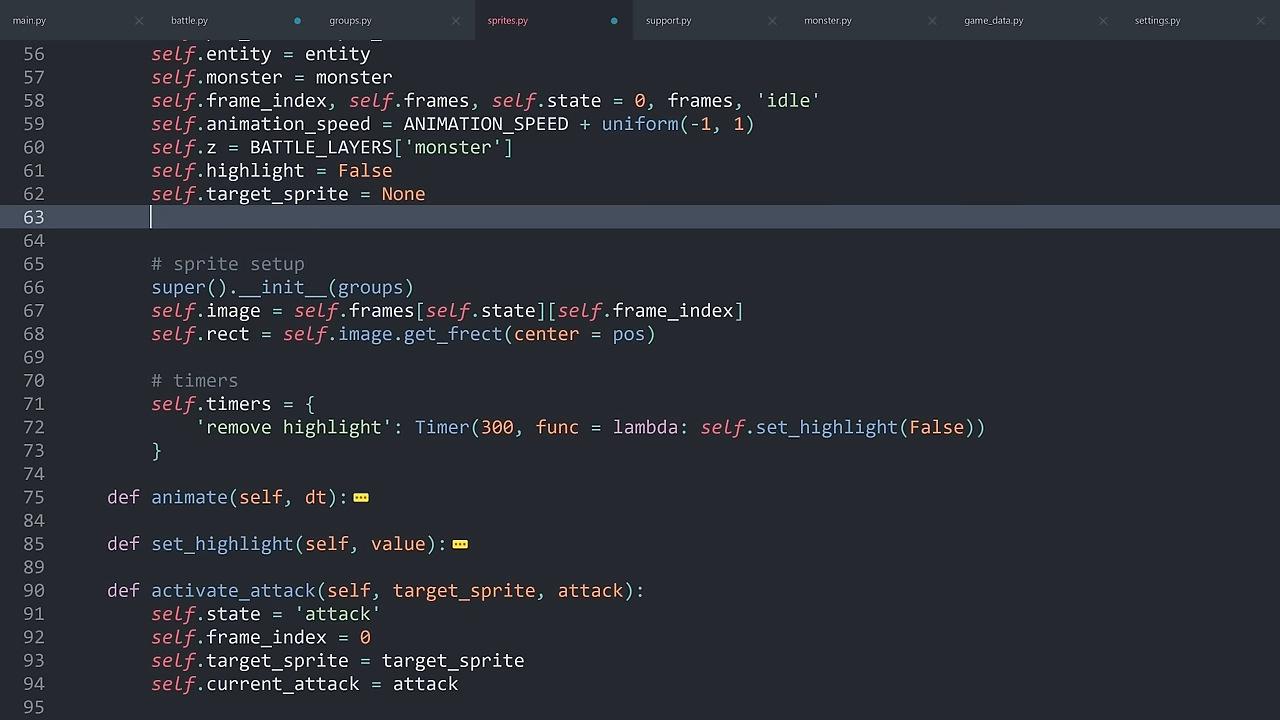 main.py battle.py groups.py sprites.py support.py monster.py game_data.py settings.py
56 self.entity = entity
57 self.monster = monster
58 self.frame_index, self.frames, self.state = 0, frames, 'idle'
59 self.animation_speed = ANIMATION_SPEED + uniform(-1, 1)
60 self.z = BATTLE_LAYERS['monster']
61 self.highlight = False
62 self.target_sprite = None
63
64
65 # sprite setup
66 super().__init__(groups)
67 self.image = self.frames[self.state][self.frame_index]
68 self.rect = self.image.get_frect(center = pos)
69
70 # timers
71 self.timers = {
72 'remove highlight': Timer(300, func = lambda: self.set_highlight(False))
73 }
74
75 def animate(self, dt):
84
85 def set_highlight(self, value):
89
90 def activate_attack(self, target_sprite, attack):
91 self.state = 'attack'
92 self.frame_index = 0
93 self.target_sprite = target_sprite
94 self.current_attack = attack
95